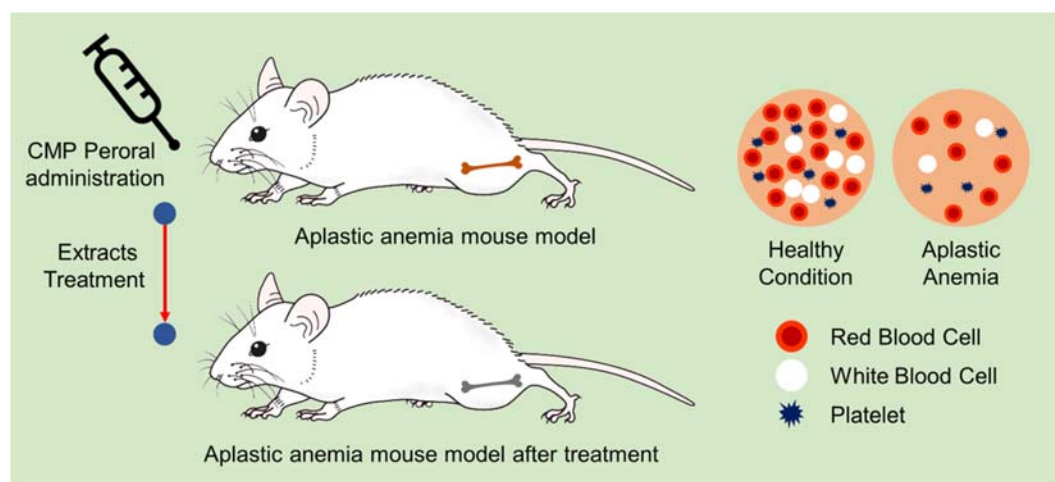 CMP Peroral
administration
Extracts
Treatment
Aplastic anemia mouse model
Aplastic anemia mouse model after treatment
Healthy
Condition
Aplastic
Anemia
Red Blood Cell
White Blood Cell
Platelet